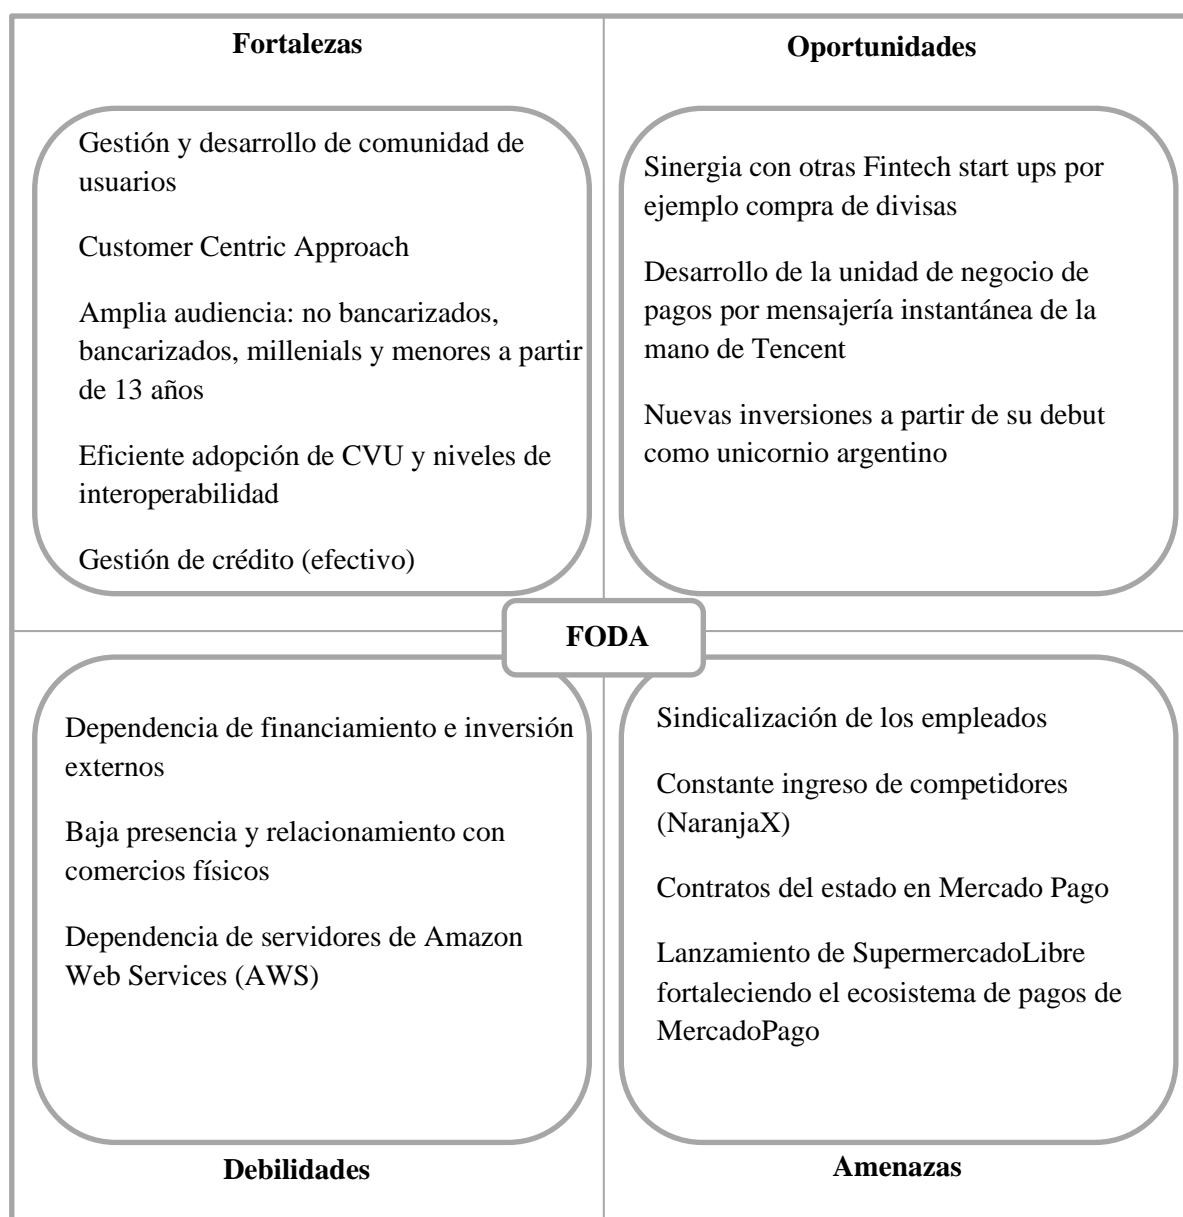 Fortalezas
Gestión y desarrollo de comunidad de
usuarios
Customer Centric Approach
Amplia audiencia: no bancarizados,
bancarizados, millenials y menores a partir
de 13 años
Eficiente adopción de CVU y niveles de
interoperabilidad
Gestión de crédito (efectivo)
Oportunidades
Sinergia con otras Fintech start ups por
ejemplo compra de divisas
Desarrollo de la unidad de negocio de
pagos por mensajería instantánea de la
mano de Tencent
Nuevas inversiones a partir de su debut
como unicornio argentino
FODA
Dependencia de financiamiento e inversión
externos
Baja presencia y relacionamiento con
comercios físicos
Dependencia de servidores de Amazon
Web Services (AWS)
Debilidades
Sindicalización de los empleados
Constante ingreso de competidores
(NaranjaX)
Contratos del estado en Mercado Pago
Lanzamiento de SupermercadoLibre
fortaleciendo el ecosistema de pagos de
MercadoPago
Amenazas